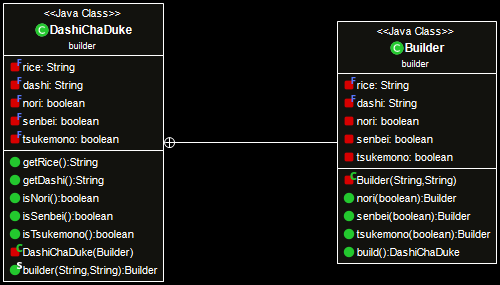 <<Java Class>>
DashiChaDuke
builder
rice: String
dashi: String
nori: boolean
senbei: boolean
tsukemono: boolean
getRice():String
getDashi():String
isNori():boolean
isSenbei():boolean
isTsukemono():boolean
DashiChaDuke(Builder)
builder(String,String):Builder
<<Java Class>>
Builder
builder
rice: String
dashi: String
nori: boolean
senbei: boolean
tsukemono: boolean
Builder(String,String)
nori(boolean):Builder
senbei(boolean):Builder
tsukemono(boolean):Builder
build():DashiChaDuke